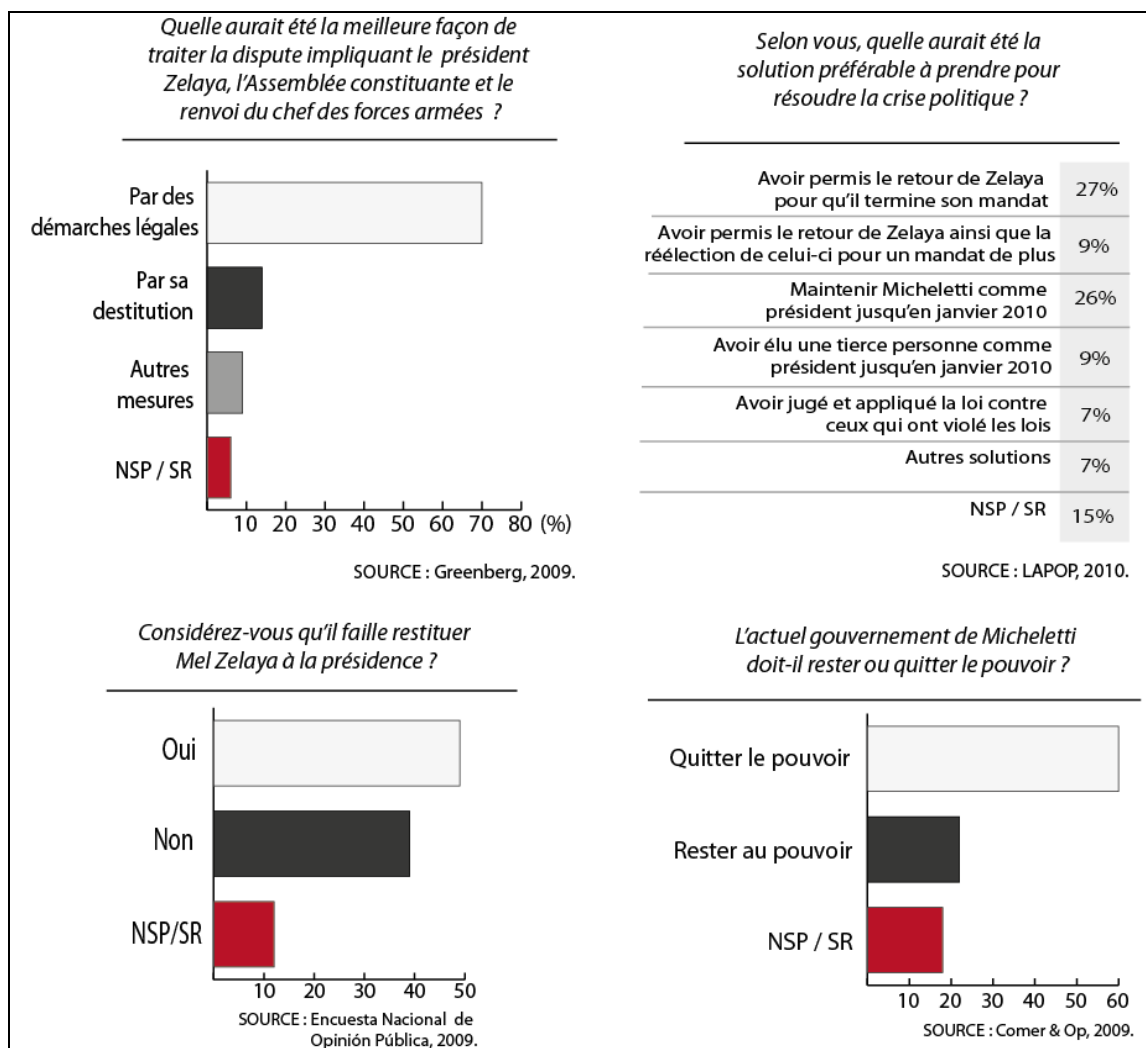 Quelle aurait été la meilleure façon de
traiter la dispute impliquant le président
Zelaya, l'Assemblée constituante et le
renvoi du chef des forces armées ?
Par des
démarches légales
Par sa
destitution
Autres
mesures
NSP / SR
10 20 30 40 50 60 70 80 (%)
SOURCE : Greenberg, 2009.
Selon vous, quelle aurait été la
solution préférable à prendre pour
résoudre la crise politique ?
Avoir permis le retour de Zelaya
pour qu'il termine son mandat
27%
Avoir permis le retour de Zelaya ainsi que la
réélection de celui-ci pour un mandat de plus
9%
Maintenir Micheletti comme
président jusqu'en janvier 2010
26%
Avoir élu une tierce personne comme
président jusqu'en janvier 2010
9%
Avoir jugé et appliqué la loi contre
ceux qui ont violé les lois
7%
Autres solutions
7%
NSP / SR
15%
SOURCE : LAPOP, 2010.
Considérez-vous qu'il faille restituer
Mel Zelaya à la présidence ?
Oui
Non
NSP/SR
10 20 30 40 50
SOURCE : Encuesta Nacional de
Opinión Pública, 2009.
L'actuel gouvernement de Micheletti
doit-il rester ou quitter le pouvoir ?
Quitter le pouvoir
Rester au pouvoir
NSP / SR
10 20 30 40 50 60
SOURCE : Comer & Op, 2009.